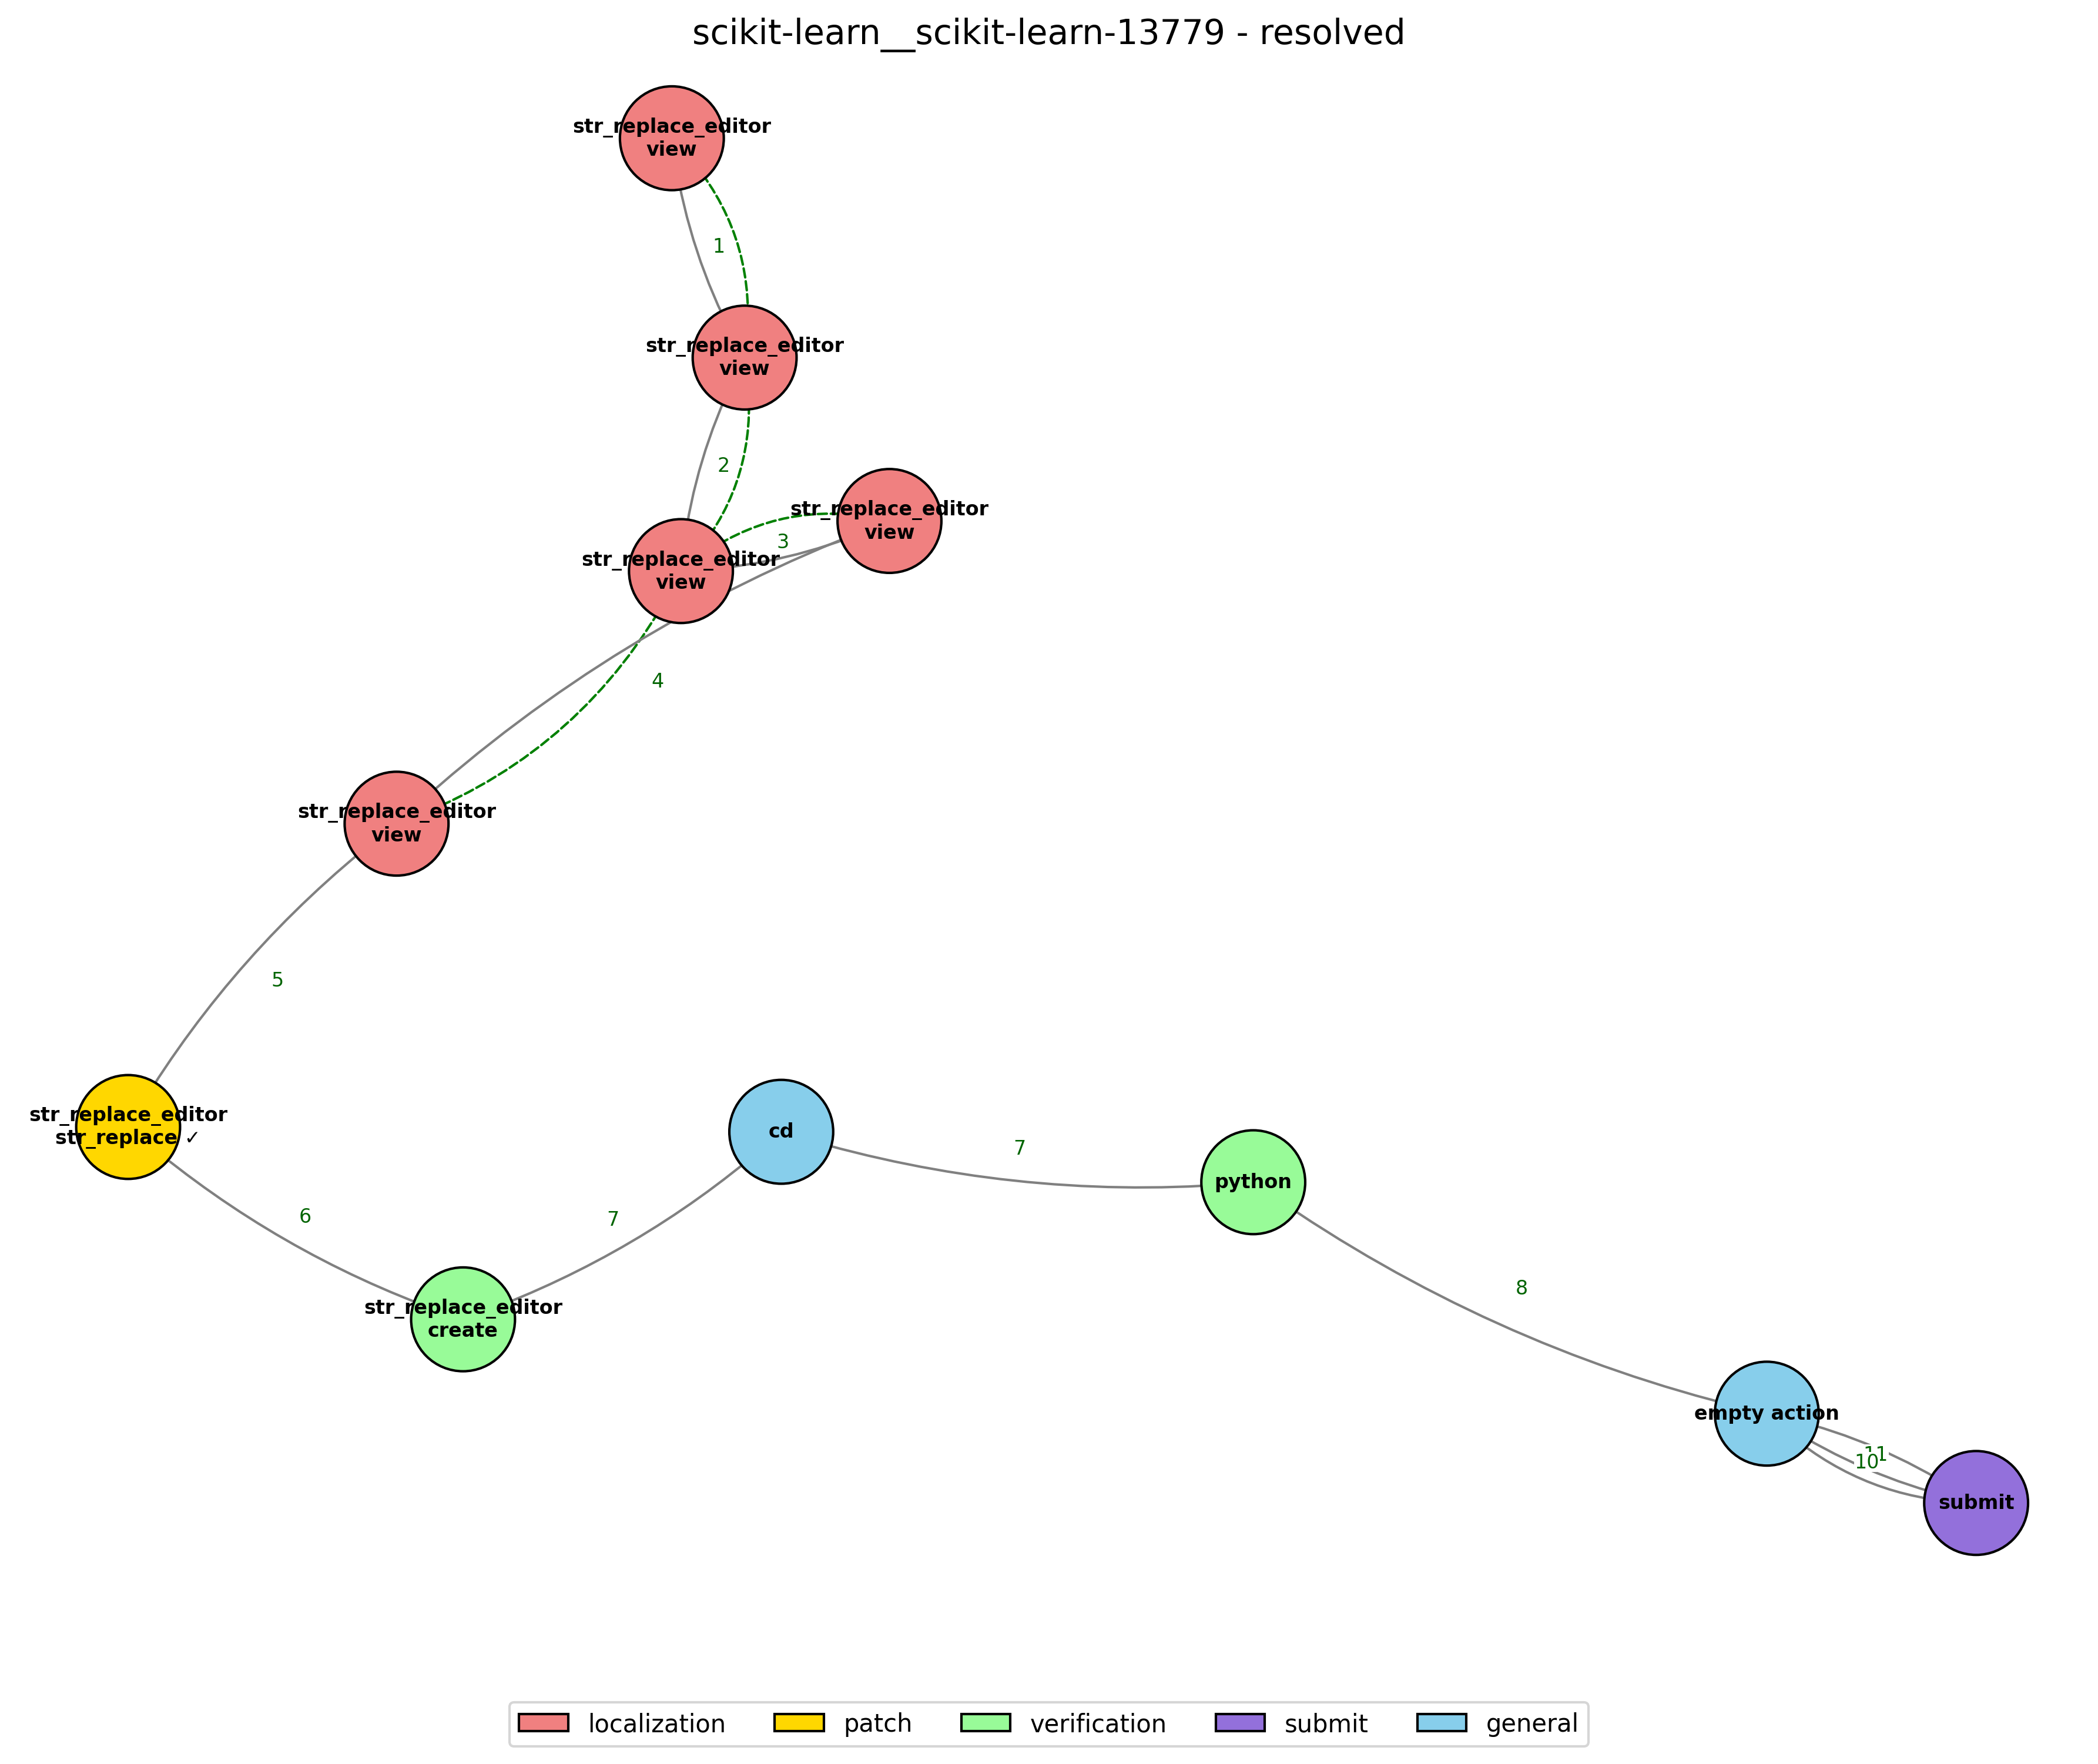 scikit-learn__scikit-learn-13779 - resolved
str_replace_editor
view
1
str_replace_editor
view
2
str_replace_editor
view
3
str_replace_editor
view
4
str_replace_editor
view
5
str_replace_editor
str_replace ✓
6
str_replace_editor
create
7
cd
7
python
8
empty action
11
10
submit
localization
patch
verification
submit
general